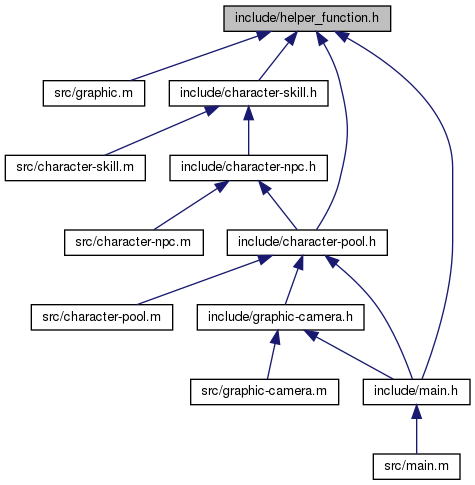 include/helper_function.h
src/graphic.m
include/character-skill.h
src/character-skill.m
include/character-npc.h
src/character-npc.m
include/character-pool.h
src/character-pool.m
include/graphic-camera.h
src/graphic-camera.m
include/main.h
src/main.m